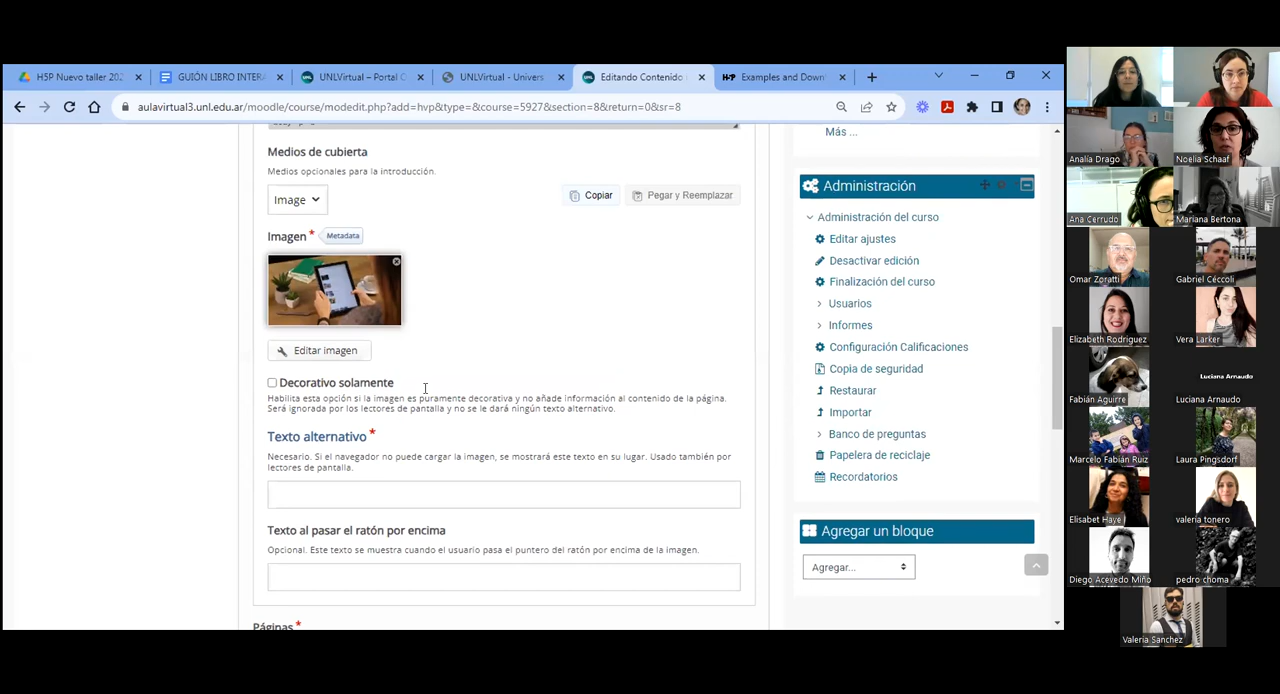 H5P Nuevo taller 202
GUIÓN LIBRO INTERA
UNLVirtual – Portal C
UNLVirtual - Univers
Editando Contenido
H-P Examples and Down
aulavirtual3.unl.edu.ar/moodle/course/modedit.php?add=hvp&type=&course=5927&section=8&return=0&sr=8
Medios de cubierta
Medios opcionales para la introducción.
Image
Copiar
Pegar y Reemplazar
Imagen *
Metadata
Editar imagen
Decorativo solamente
Habilita esta opción si la imagen es puramente decorativa y no añade información al contenido de la página.
Será ignorada por los lectores de pantalla y no se le dará ningún texto alternativo.
Texto alternativo *
Necesario. Si el navegador no puede cargar la imagen, se mostrará este texto en su lugar. Usado también por
lectores de pantalla.
Texto al pasar el ratón por encima
Opcional. Este texto se muestra cuando el usuario pasa el puntero del ratón por encima de la imagen.
Páginas *
Más ...
Administración
Administración del curso
Editar ajustes
Desactivar edición
Finalización del curso
Usuarios
Informes
Configuración Calificaciones
Copia de seguridad
Restaurar
Importar
Banco de preguntas
Papelera de reciclaje
Recordatorios
Agregar un bloque
Agregar...
Analía Drago
Noelia Schaaf
Ana Cerrudo
Mariana Bertona
Omar Zoratti
Gabriel Céccoli
Elizabeth Rodriguez
Vera Larker
Fabián Aguirre
Luciana Arnaudo
Luciana Arnaudo
Marcelo Fabián Ruiz
Laura Pingsdorf
Elisabet Haye
valeria tonero
Diego Acevedo Miño
pedro choma
Valeria Sanchez